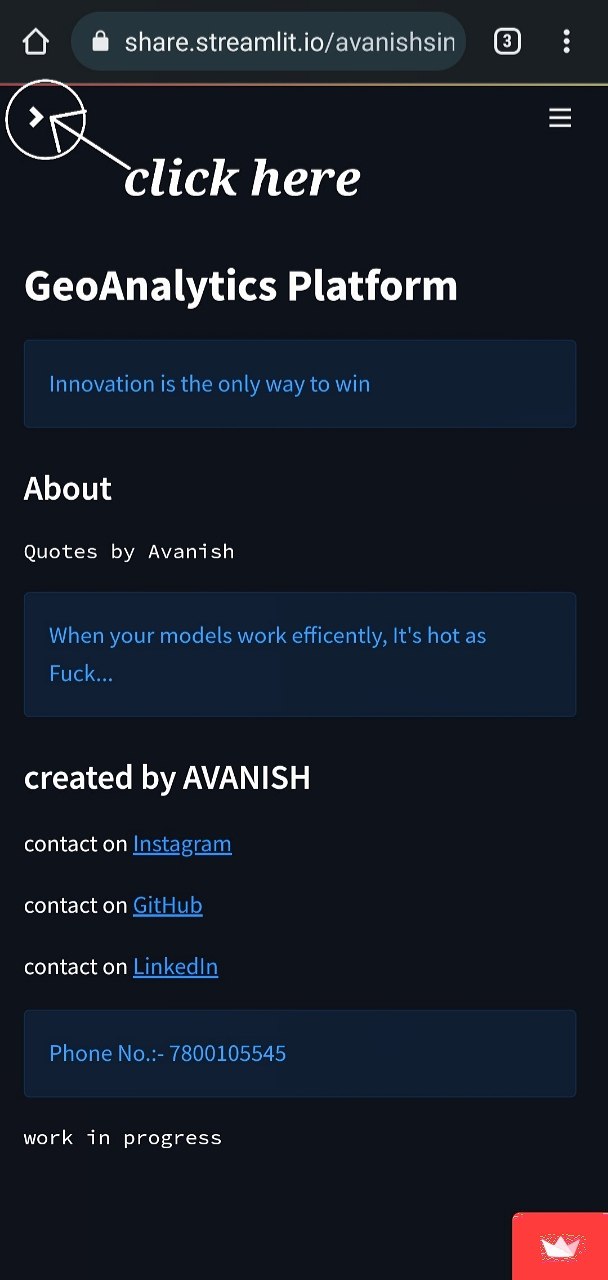 share.streamlit.io/avanishsin
3
click here
GeoAnalytics Platform
Innovation is the only way to win
About
Quotes by Avanish
When your models work efficently, It's hot as
Fuck...
created by AVANISH
contact on Instagram
contact on GitHub
contact on LinkedIn
Phone No.:- 7800105545
work in progress